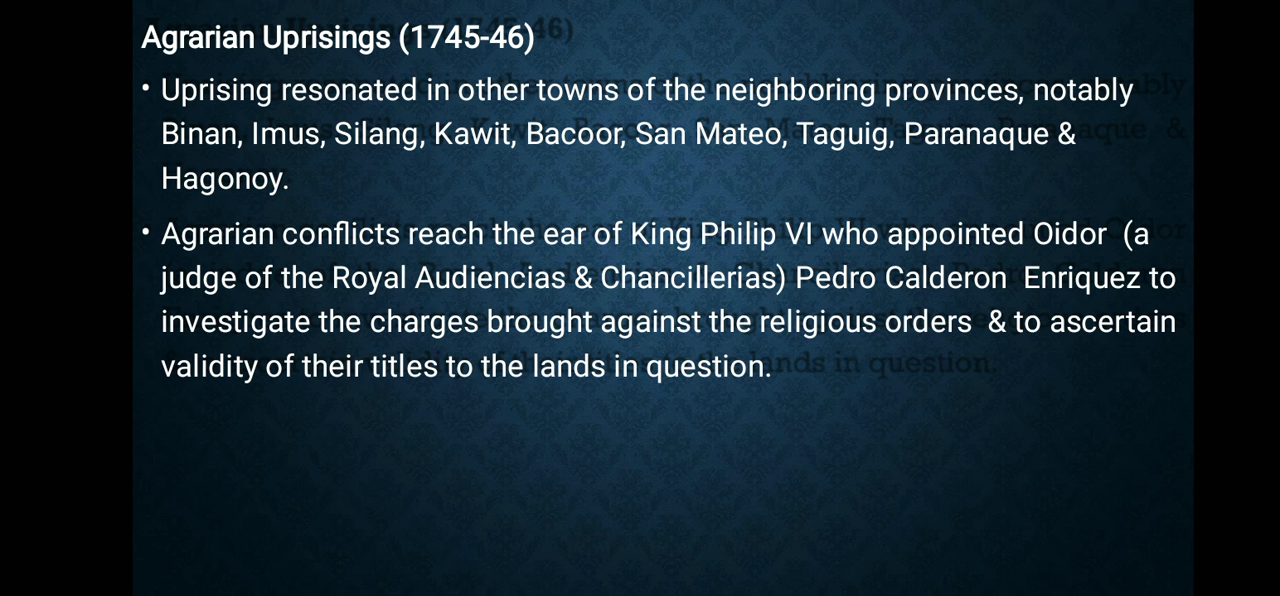 Agrarian Uprisings (1745-46)
• Uprising resonated in other towns of the neighboring provinces, notably
Binan, Imus, Silang, Kawit, Bacoor, San Mateo, Taguig, Paranaque &
Hagonoy.
• Agrarian conflicts reach the ear of King Philip VI who appointed Oidor (a
judge of the Royal Audiencias & Chancillerias) Pedro Calderon Enriquez to
investigate the charges brought against the religious orders & to ascertain
validity of their titles to the lands in question.